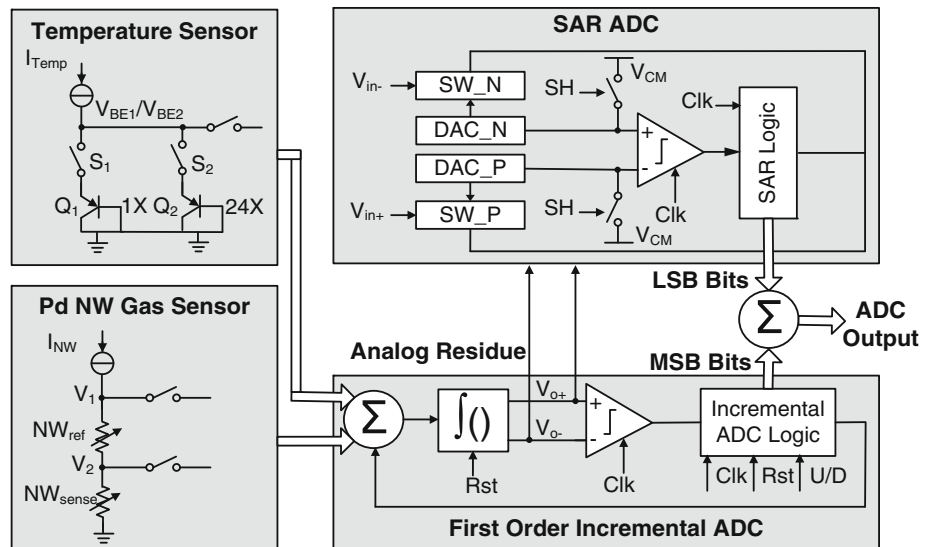 Temperature Sensor
I_Temp
V_BE1/V_BE2
S_1
S_2
Q_1
1X
Q_2
24X
Pd NW Gas Sensor
I_NW
V_1
NW_ref
V_2
NW_sense
SAR ADC
V_in-
SW_N
DAC_N
DAC_P
V_in+
SW_P
SH
V_CM
+
-
Clk
SH
V_CM
Clk
SAR Logic
LSB Bits
Σ
ADC
Output
MSB Bits
Analog Residue
Σ
∫()
Rst
V_o+
V_o-
+
-
Clk
Incremental
ADC Logic
Clk
Rst
U/D
First Order Incremental ADC